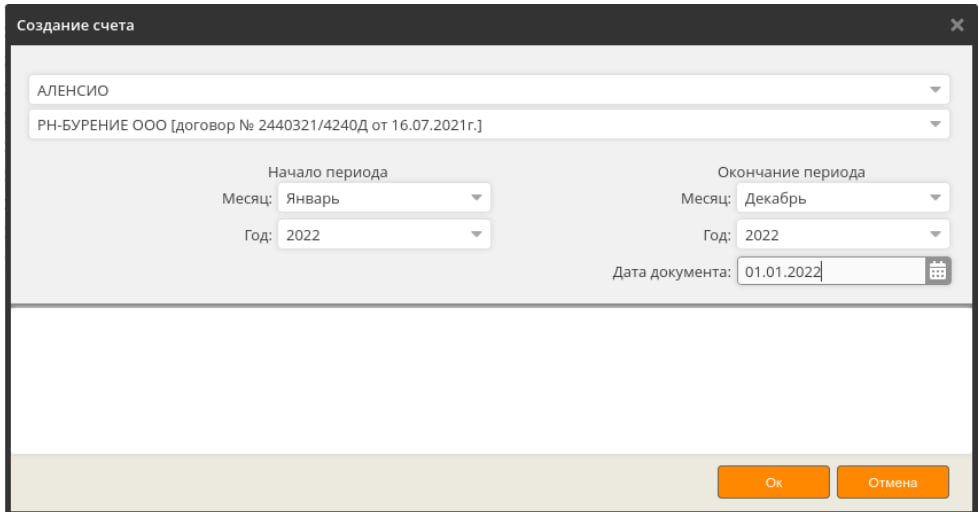 Создание счета
АЛЕНСИО
РН-БУРЕНИЕ ООО [договор № 2440321/4240Д от 16.07.2021г.]
Начало периода
Окончание периода
Месяц: Январь
Месяц: Декабрь
Год: 2022
Год: 2022
Дата документа: 01.01.2022
Ок
Отмена